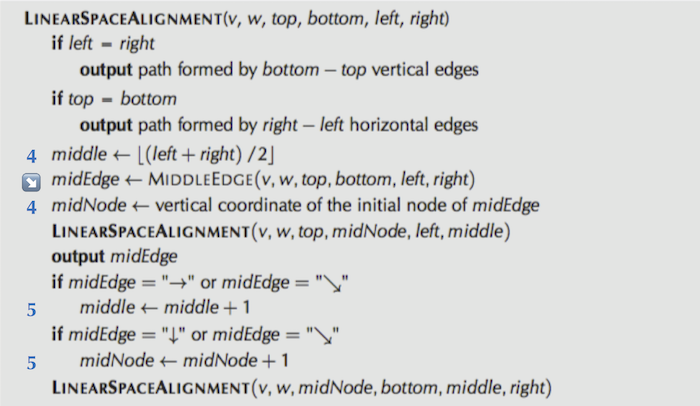 LINEARSPACEALIGNMENT(v, w, top, bottom, left, right)
if left = right
output path formed by bottom − top vertical edges
if top = bottom
output path formed by right − left horizontal edges
4 middle ← ⌊(left + right) /2⌋
↘ midEdge ← MIDDLEEDGE(v, w, top, bottom, left, right)
4 midNode ← vertical coordinate of the initial node of midEdge
LINEARSPACEALIGNMENT(v, w, top, midNode, left, middle)
output midEdge
if midEdge = "→" or midEdge = "↘"
5 middle ← middle + 1
if midEdge = "↓" or midEdge = "↘"
5 midNode ← midNode + 1
LINEARSPACEALIGNMENT(v, w, midNode, bottom, middle, right)